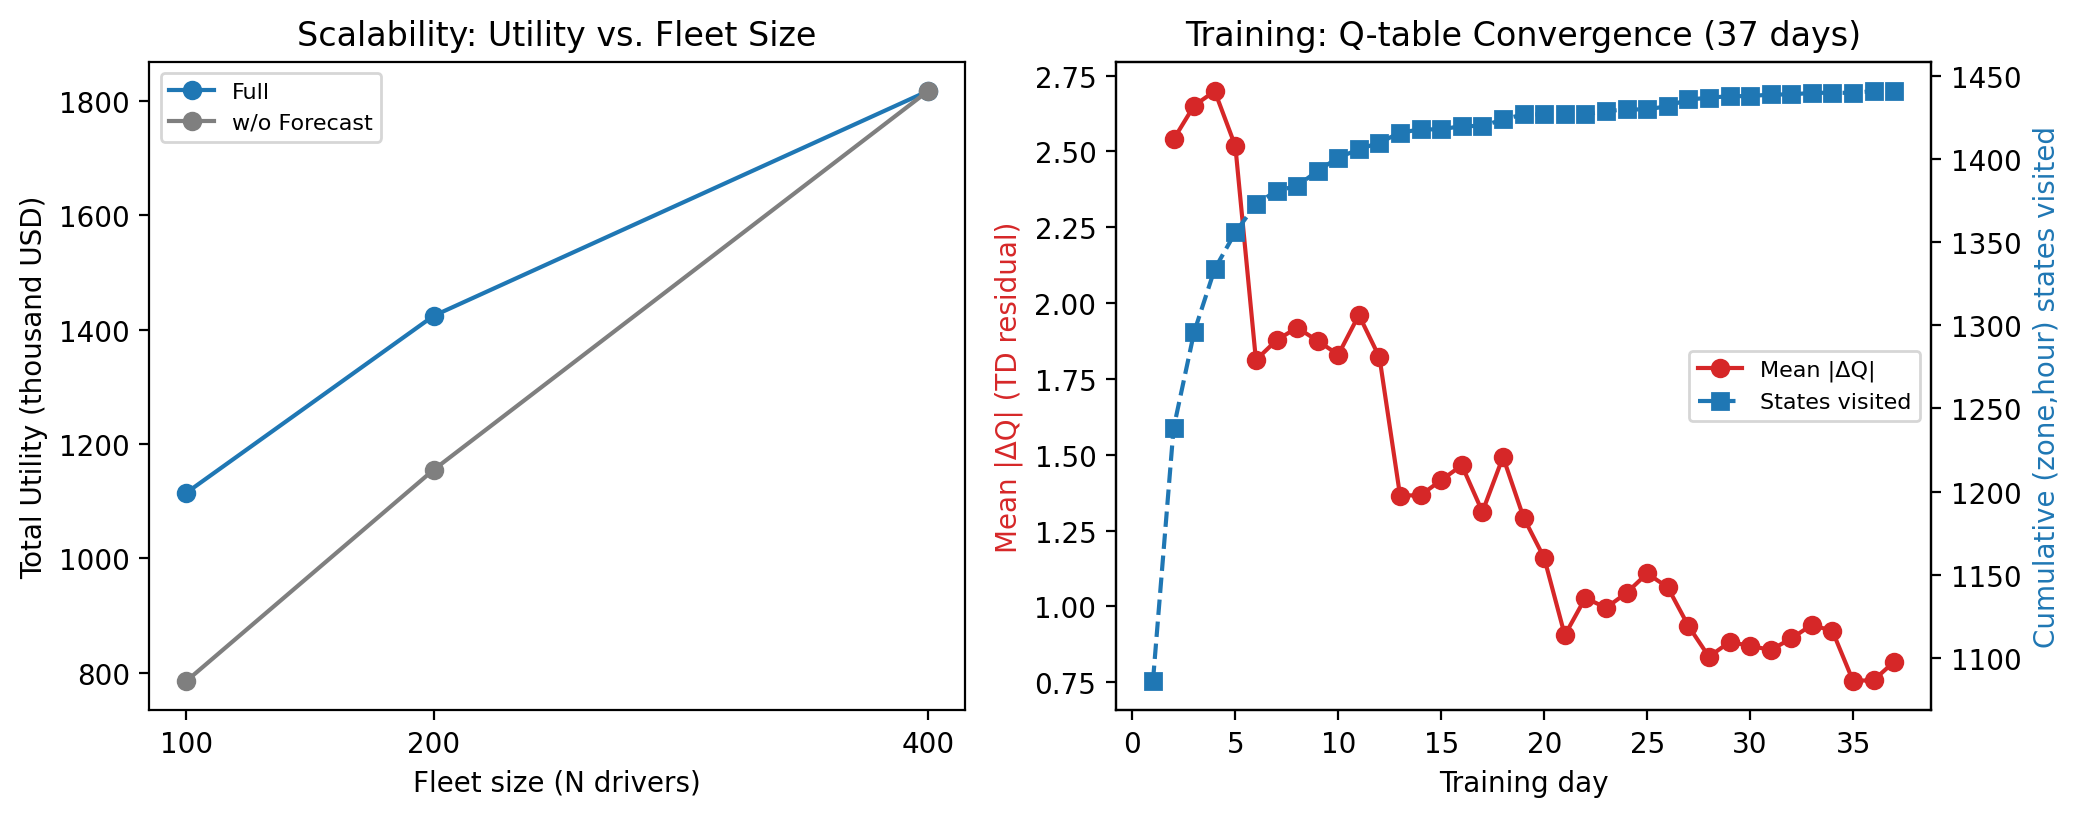 Scalability: Utility vs. Fleet Size
Full
w/o Forecast
Total Utility (thousand USD)
1800
1600
1400
1200
1000
800
100 200 400
Fleet size (N drivers)
Training: Q-table Convergence (37 days)
Mean |ΔQ| (TD residual)
2.75
2.50
2.25
2.00
1.75
1.50
1.25
1.00
0.75
Mean |ΔQ|
States visited
1450
1400
1350
1300
1250
1200
1150
1100
Cumulative (zone,hour) states visited
0 5 10 15 20 25 30 35
Training day